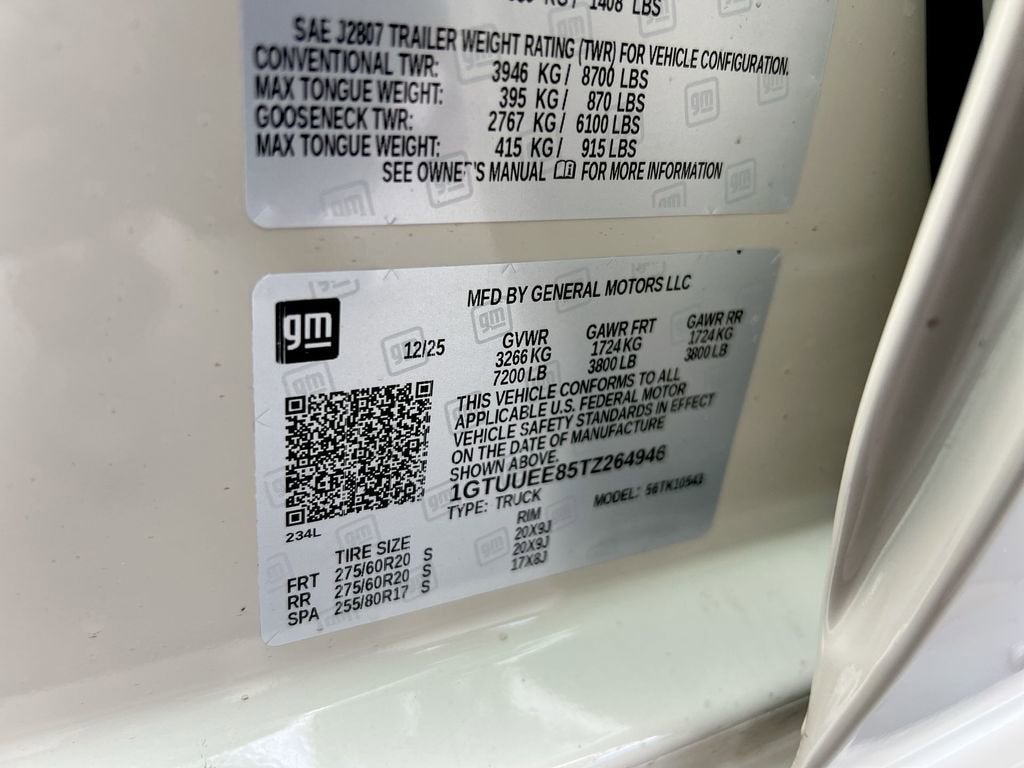 KG / 1408 LBS
SAE J2807 TRAILER WEIGHT RATING (TWR) FOR VEHICLE CONFIGURATION.
CONVENTIONAL TWR: 3946 KG / 8700 LBS
MAX TONGUE WEIGHT: 395 KG / 870 LBS
GOOSENECK TWR: 2767 KG / 6100 LBS
MAX TONGUE WEIGHT: 415 KG / 915 LBS
SEE OWNER'S MANUAL FOR MORE INFORMATION
MFD BY GENERAL MOTORS LLC
gm
12/25
GVWR GAWR FRT GAWR RR
3266 KG 1724 KG 1724 KG
7200 LB 3800 LB 3800 LB
THIS VEHICLE CONFORMS TO ALL
APPLICABLE U.S. FEDERAL MOTOR
VEHICLE SAFETY STANDARDS IN EFFECT
ON THE DATE OF MANUFACTURE
SHOWN ABOVE.
1GTUUEE85TZ264946
TYPE: TRUCK MODEL: 56TK10543
234L
TIRE SIZE RIM
FRT 275/60R20 S 20X9J
RR 275/60R20 S 20X9J
SPA 255/80R17 S 17X8J